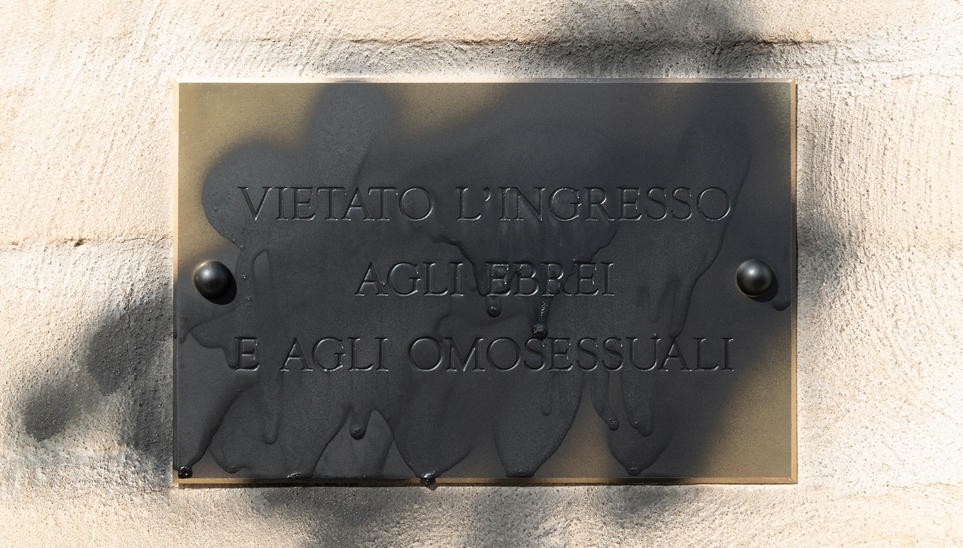 VIETATO L'INGRESSO
AGLI EBREI
E AGLI OMOSESSUALI